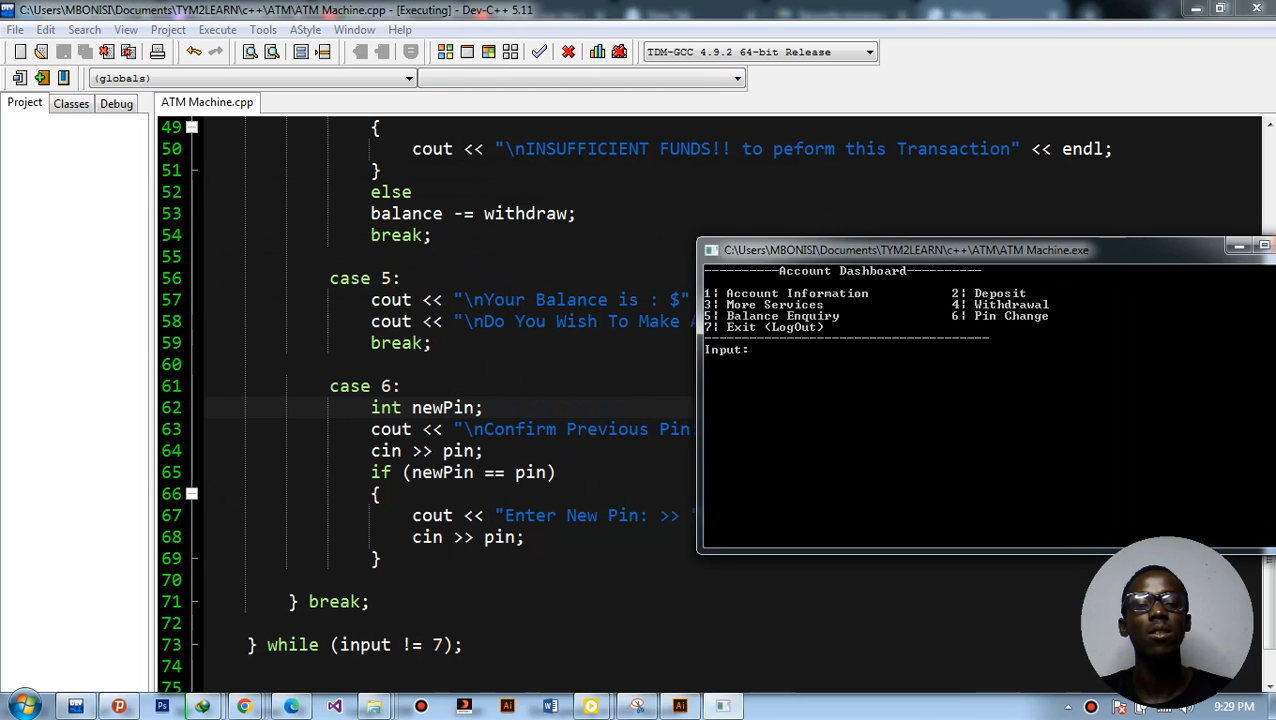 C:\Users\MBONISI\Documents\TYM2LEARN\c++\ATM\ATM Machine.cpp - [Executing] - Dev-C++ 5.11
File Edit Search View Project Execute Tools AStyle Window Help
TDM-GCC 4.9.2 64-bit Release
(globals)
Project Classes Debug ATM Machine.cpp
49 {
50 cout << "\nINSUFFICIENT FUNDS!! to peform this Transaction" << endl;
51 }
52 else
53 balance -= withdraw;
54 break;
55
56 case 5:
57 cout << "\nYour Balance is : $"
58 cout << "\nDo You Wish To Make
59 break;
60
61 case 6:
62 int newPin;
63 cout << "\nConfirm Previous Pin:
64 cin >> pin;
65 if (newPin == pin)
66 {
67 cout << "Enter New Pin: >> "
68 cin >> pin;
69 }
70
71 } break;
72
73 } while (input != 7);
74
75
C:\Users\MBONISI\Documents\TYM2LEARN\c++\ATM\ATM Machine.exe
----------Account Dashboard----------
1| Account Information 2| Deposit
3| More Services 4| Withdrawal
5| Balance Enquiry 6| Pin Change
7| Exit (LogOut)
--------------------------------------
Input:
9:29 PM